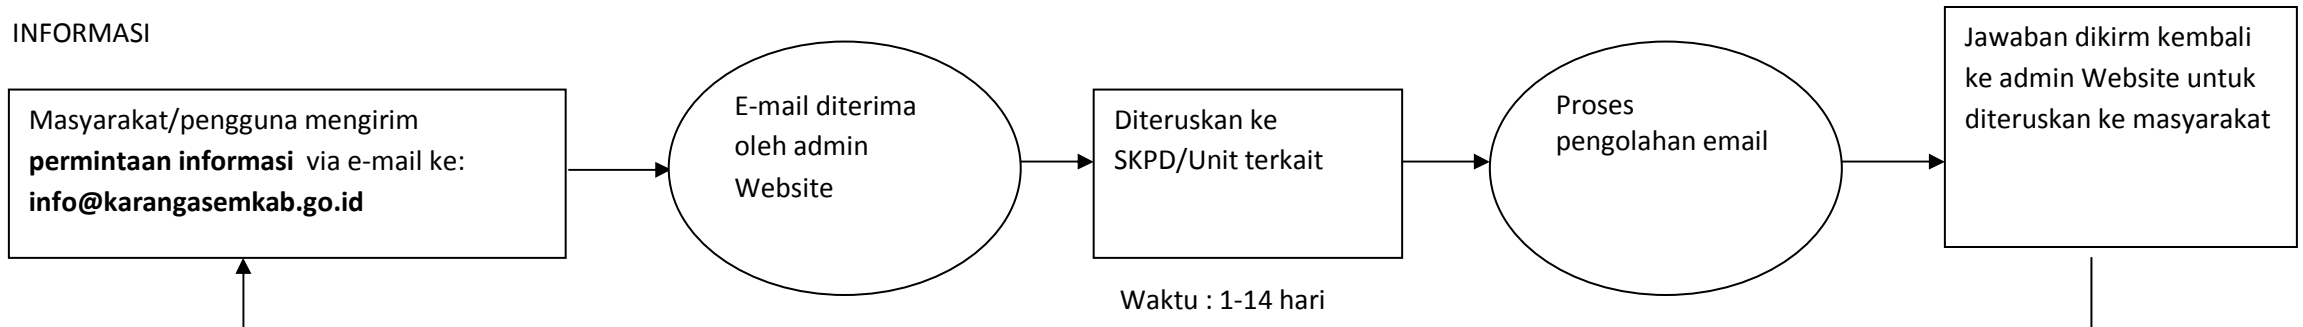 INFORMASI
Masyarakat/pengguna mengirim
permintaan informasi via e-mail ke:
info@karangasemkab.go.id
E-mail diterima
oleh admin
Website
Diteruskan ke
SKPD/Unit terkait
Waktu : 1-14 hari
Proses
pengolahan email
Jawaban dikirm kembali
ke admin Website untuk
diteruskan ke masyarakat